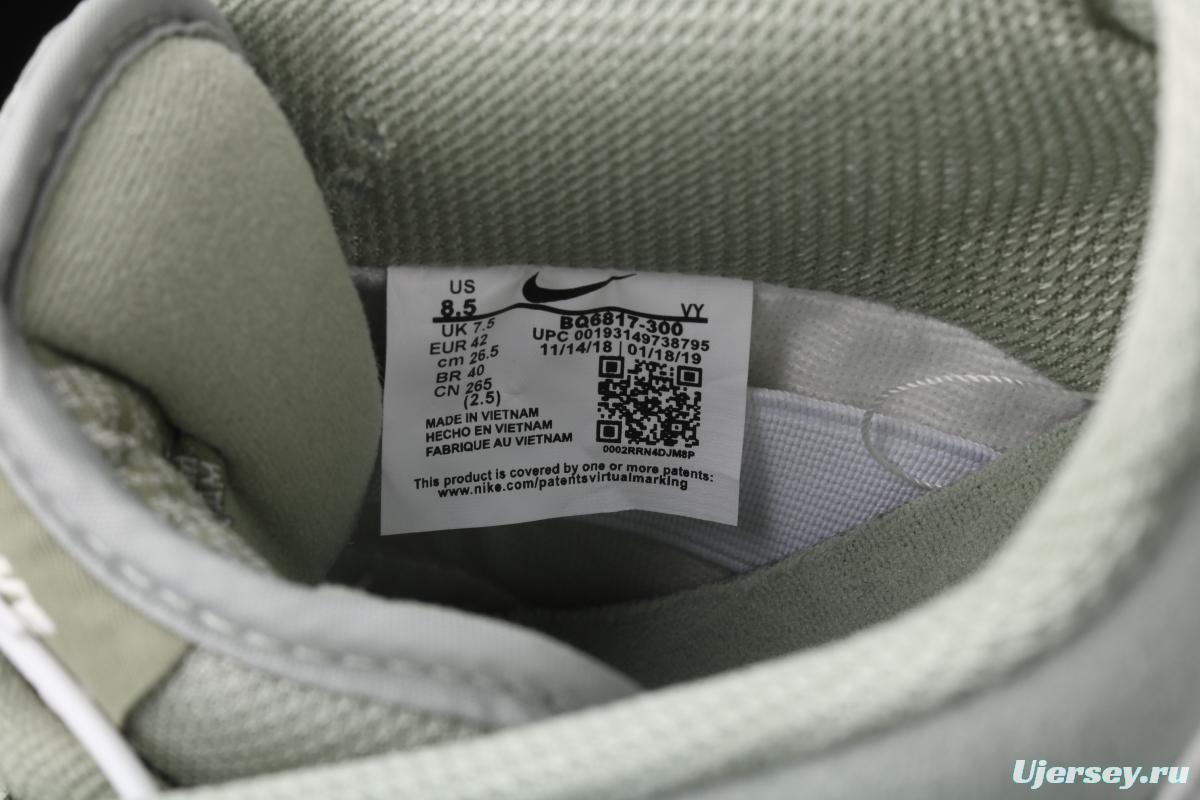 US
8.5
VY
UK 7.5
EUR 42
cm 26.5
BR 40
CN 265
(2.5)
BQ6817-300
UPC 00193149738795
11/14/18 | 01/18/19
MADE IN VIETNAM
HECHO EN VIETNAM
FABRIQUE AU VIETNAM
0002RRN4DJM8P
This product is covered by one or more patents:
www.nike.com/patentsvirtualmarking
Ujersey.ru